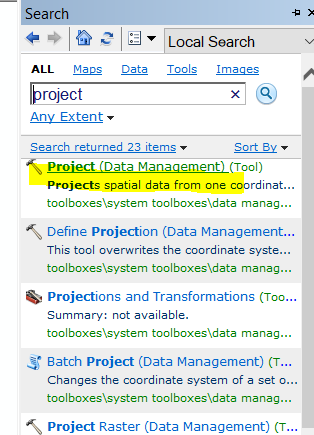 Search
Local Search
ALL Maps Data Tools Images
project
Any Extent
Search returned 23 items Sort By
Project (Data Management) (Tool)
Projects spatial data from one coordinat...
toolboxes\system toolboxes\data manag...
Define Projection (Data Management...
This tool overwrites the coordinate syste...
toolboxes\system toolboxes\data manag...
Projections and Transformations (Too...
Summary: not available.
toolboxes\system toolboxes\data manag...
Batch Project (Data Management) (T...
Changes the coordinate system of a set o...
toolboxes\system toolboxes\data manag...
Project Raster (Data Management) (T...